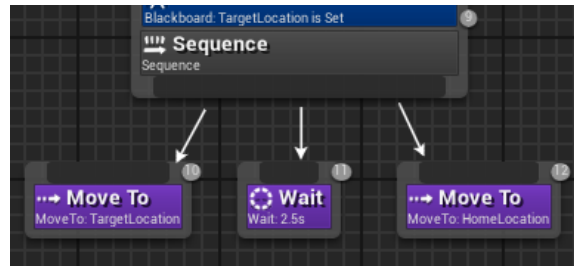 Blackboard: TargetLocation is Set
9
Sequence
Sequence
10
11
12
Move To
MoveTo: TargetLocation
Wait
Wait: 2.5s
Move To
MoveTo: HomeLocation